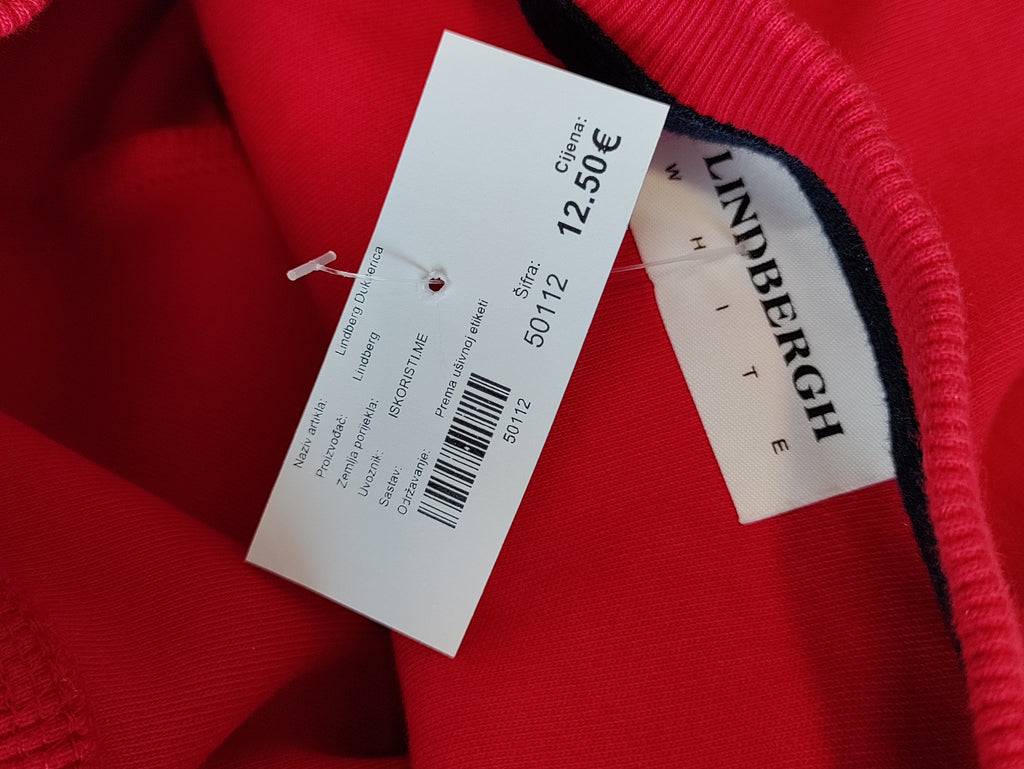 Naziv artikla: Lindberg Duksierica
Proizvođač: Lindberg
Zemlja porijekla:
Uvoznik: ISKORISTI.ME
Sastav:
Održavanje: Prema ušivnoj etiketi
50112
Šifra:
50112
Cijena:
12.50€
LINDBERGH
WHITE